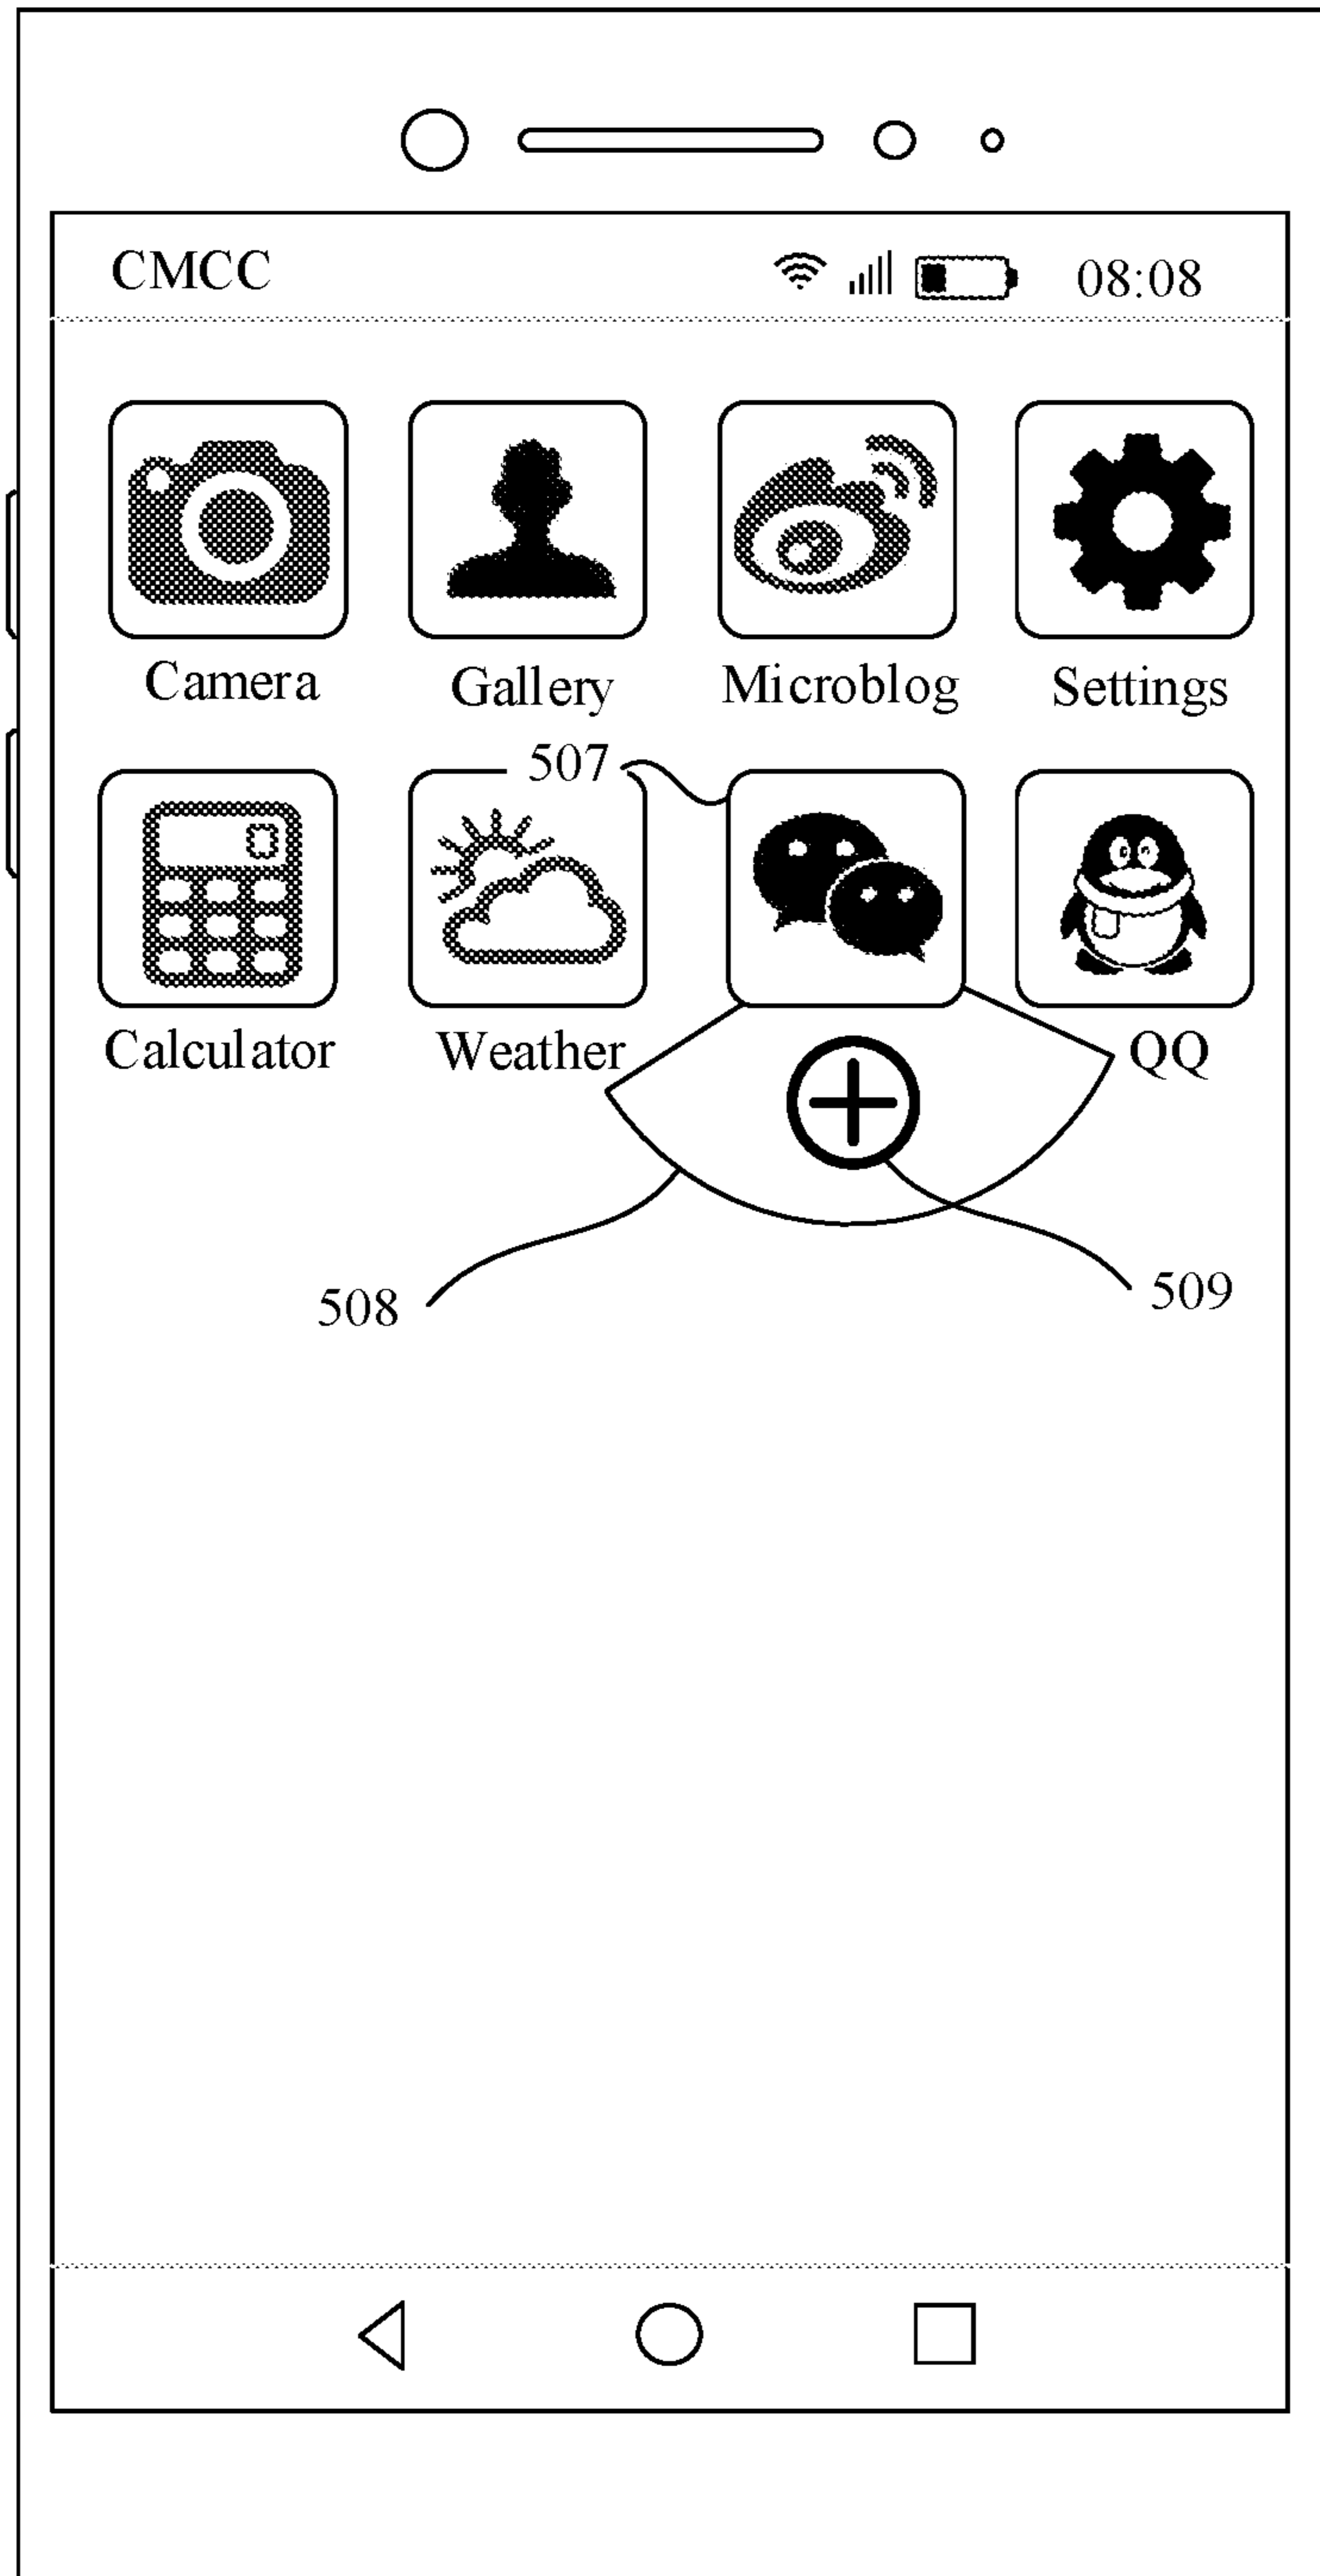 CMCC 08:08
Camera Gallery Microblog Settings
507
Calculator Weather QQ
508 509